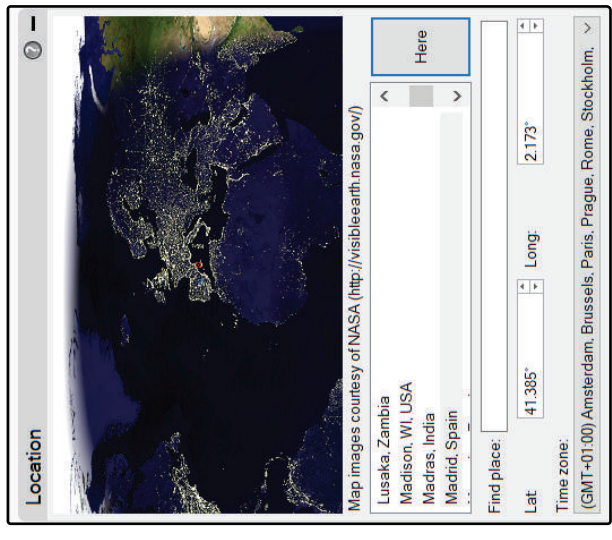 Location
Map images courtesy of NASA (http://visibleearth.nasa.gov/)
Lusaka, Zambia
Madison, WI, USA
Madras, India
Madrid, Spain
Here
Find place:
Lat 41.385° Long: 2.173°
Time zone:
(GMT+01:00) Amsterdam, Brussels, Paris, Prague, Rome, Stockholm,